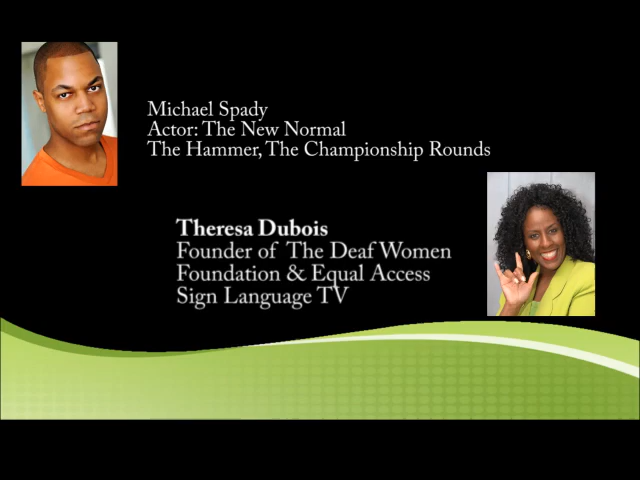 Michael Spady
Actor: The New Normal
The Hammer, The Championship Rounds
Theresa Dubois
Founder of The Deaf Women
Foundation & Equal Access
Sign Language TV